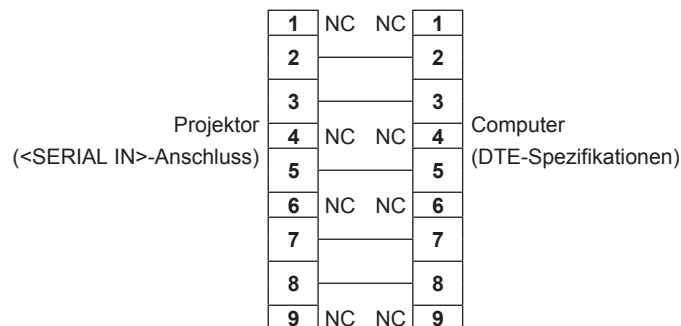 1 NC NC 1
2 2
3 3
Projektor
(<SERIAL IN>-Anschluss)
4 NC NC 4
Computer
(DTE-Spezifikationen)
5 5
6 NC NC 6
7 7
8 8
9 NC NC 9